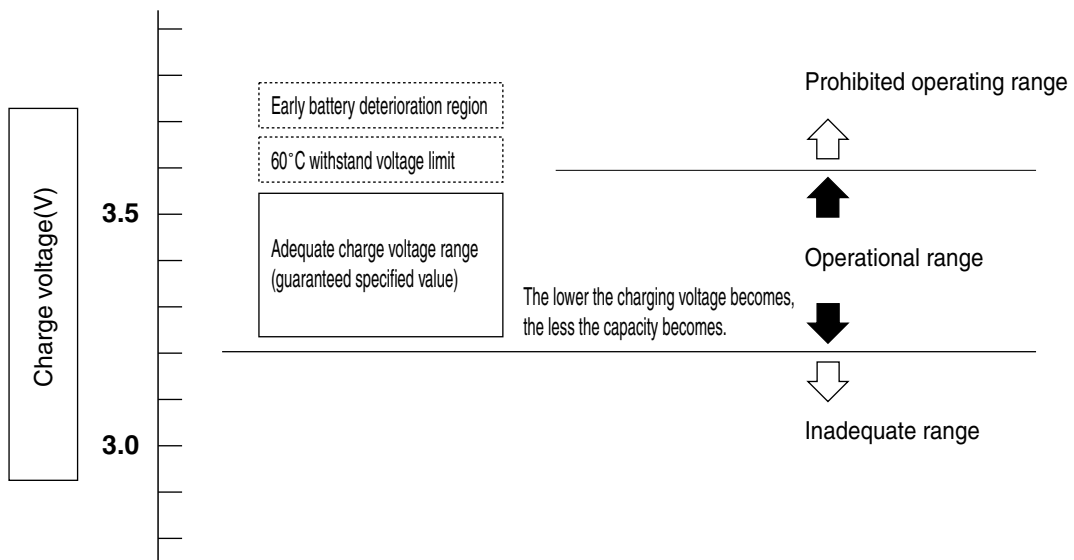 Charge voltage(V)
3.5
3.0
Early battery deterioration region
60°C withstand voltage limit
Adequate charge voltage range
(guaranteed specified value)
The lower the charging voltage becomes,
the less the capacity becomes.
Prohibited operating range
Operational range
Inadequate range